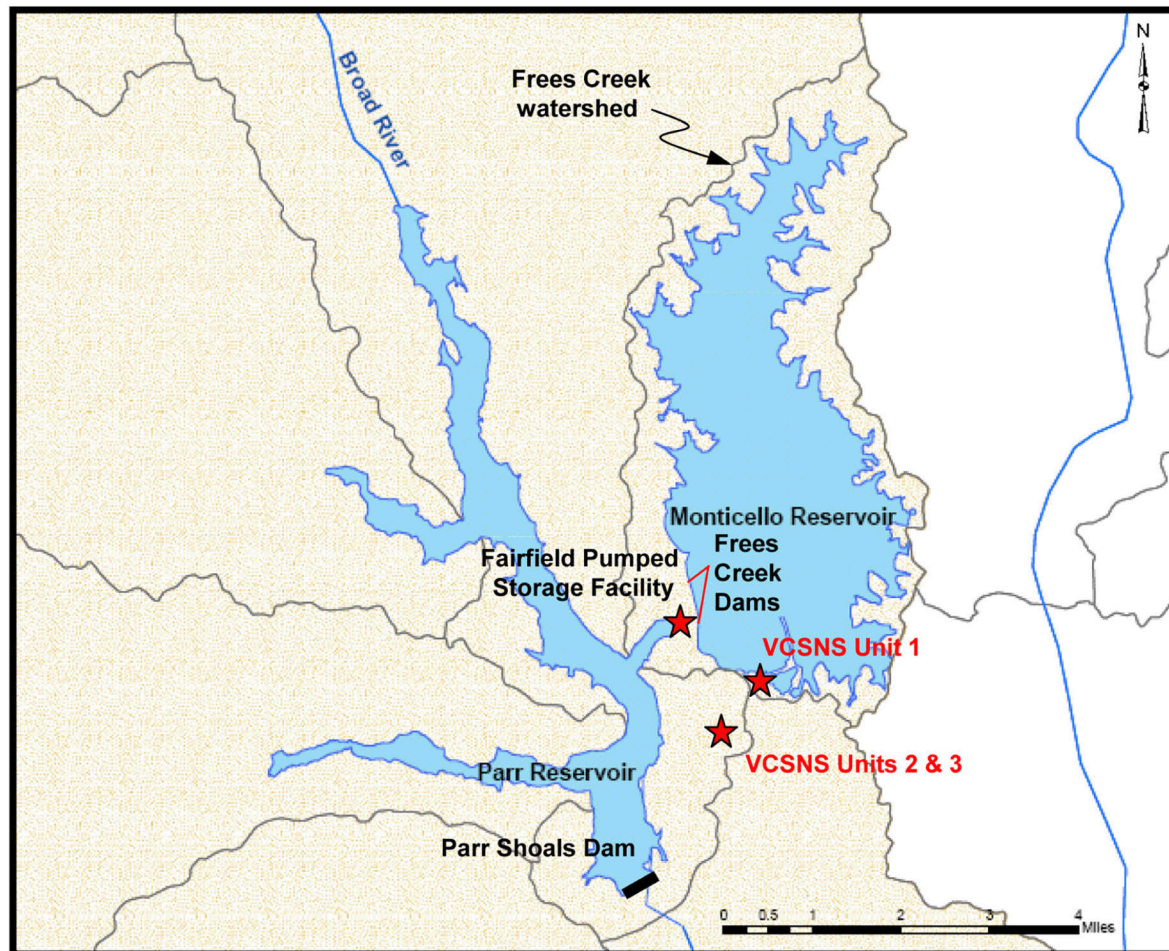 N
Broad River
Frees Creek
watershed
Monticello Reservoir
Frees
Creek
Dams
Fairfield Pumped
Storage Facility
VCSNS Unit 1
VCSNS Units 2 & 3
Parr Reservoir
Parr Shoals Dam
0 0.5 1 2 3 4
Miles